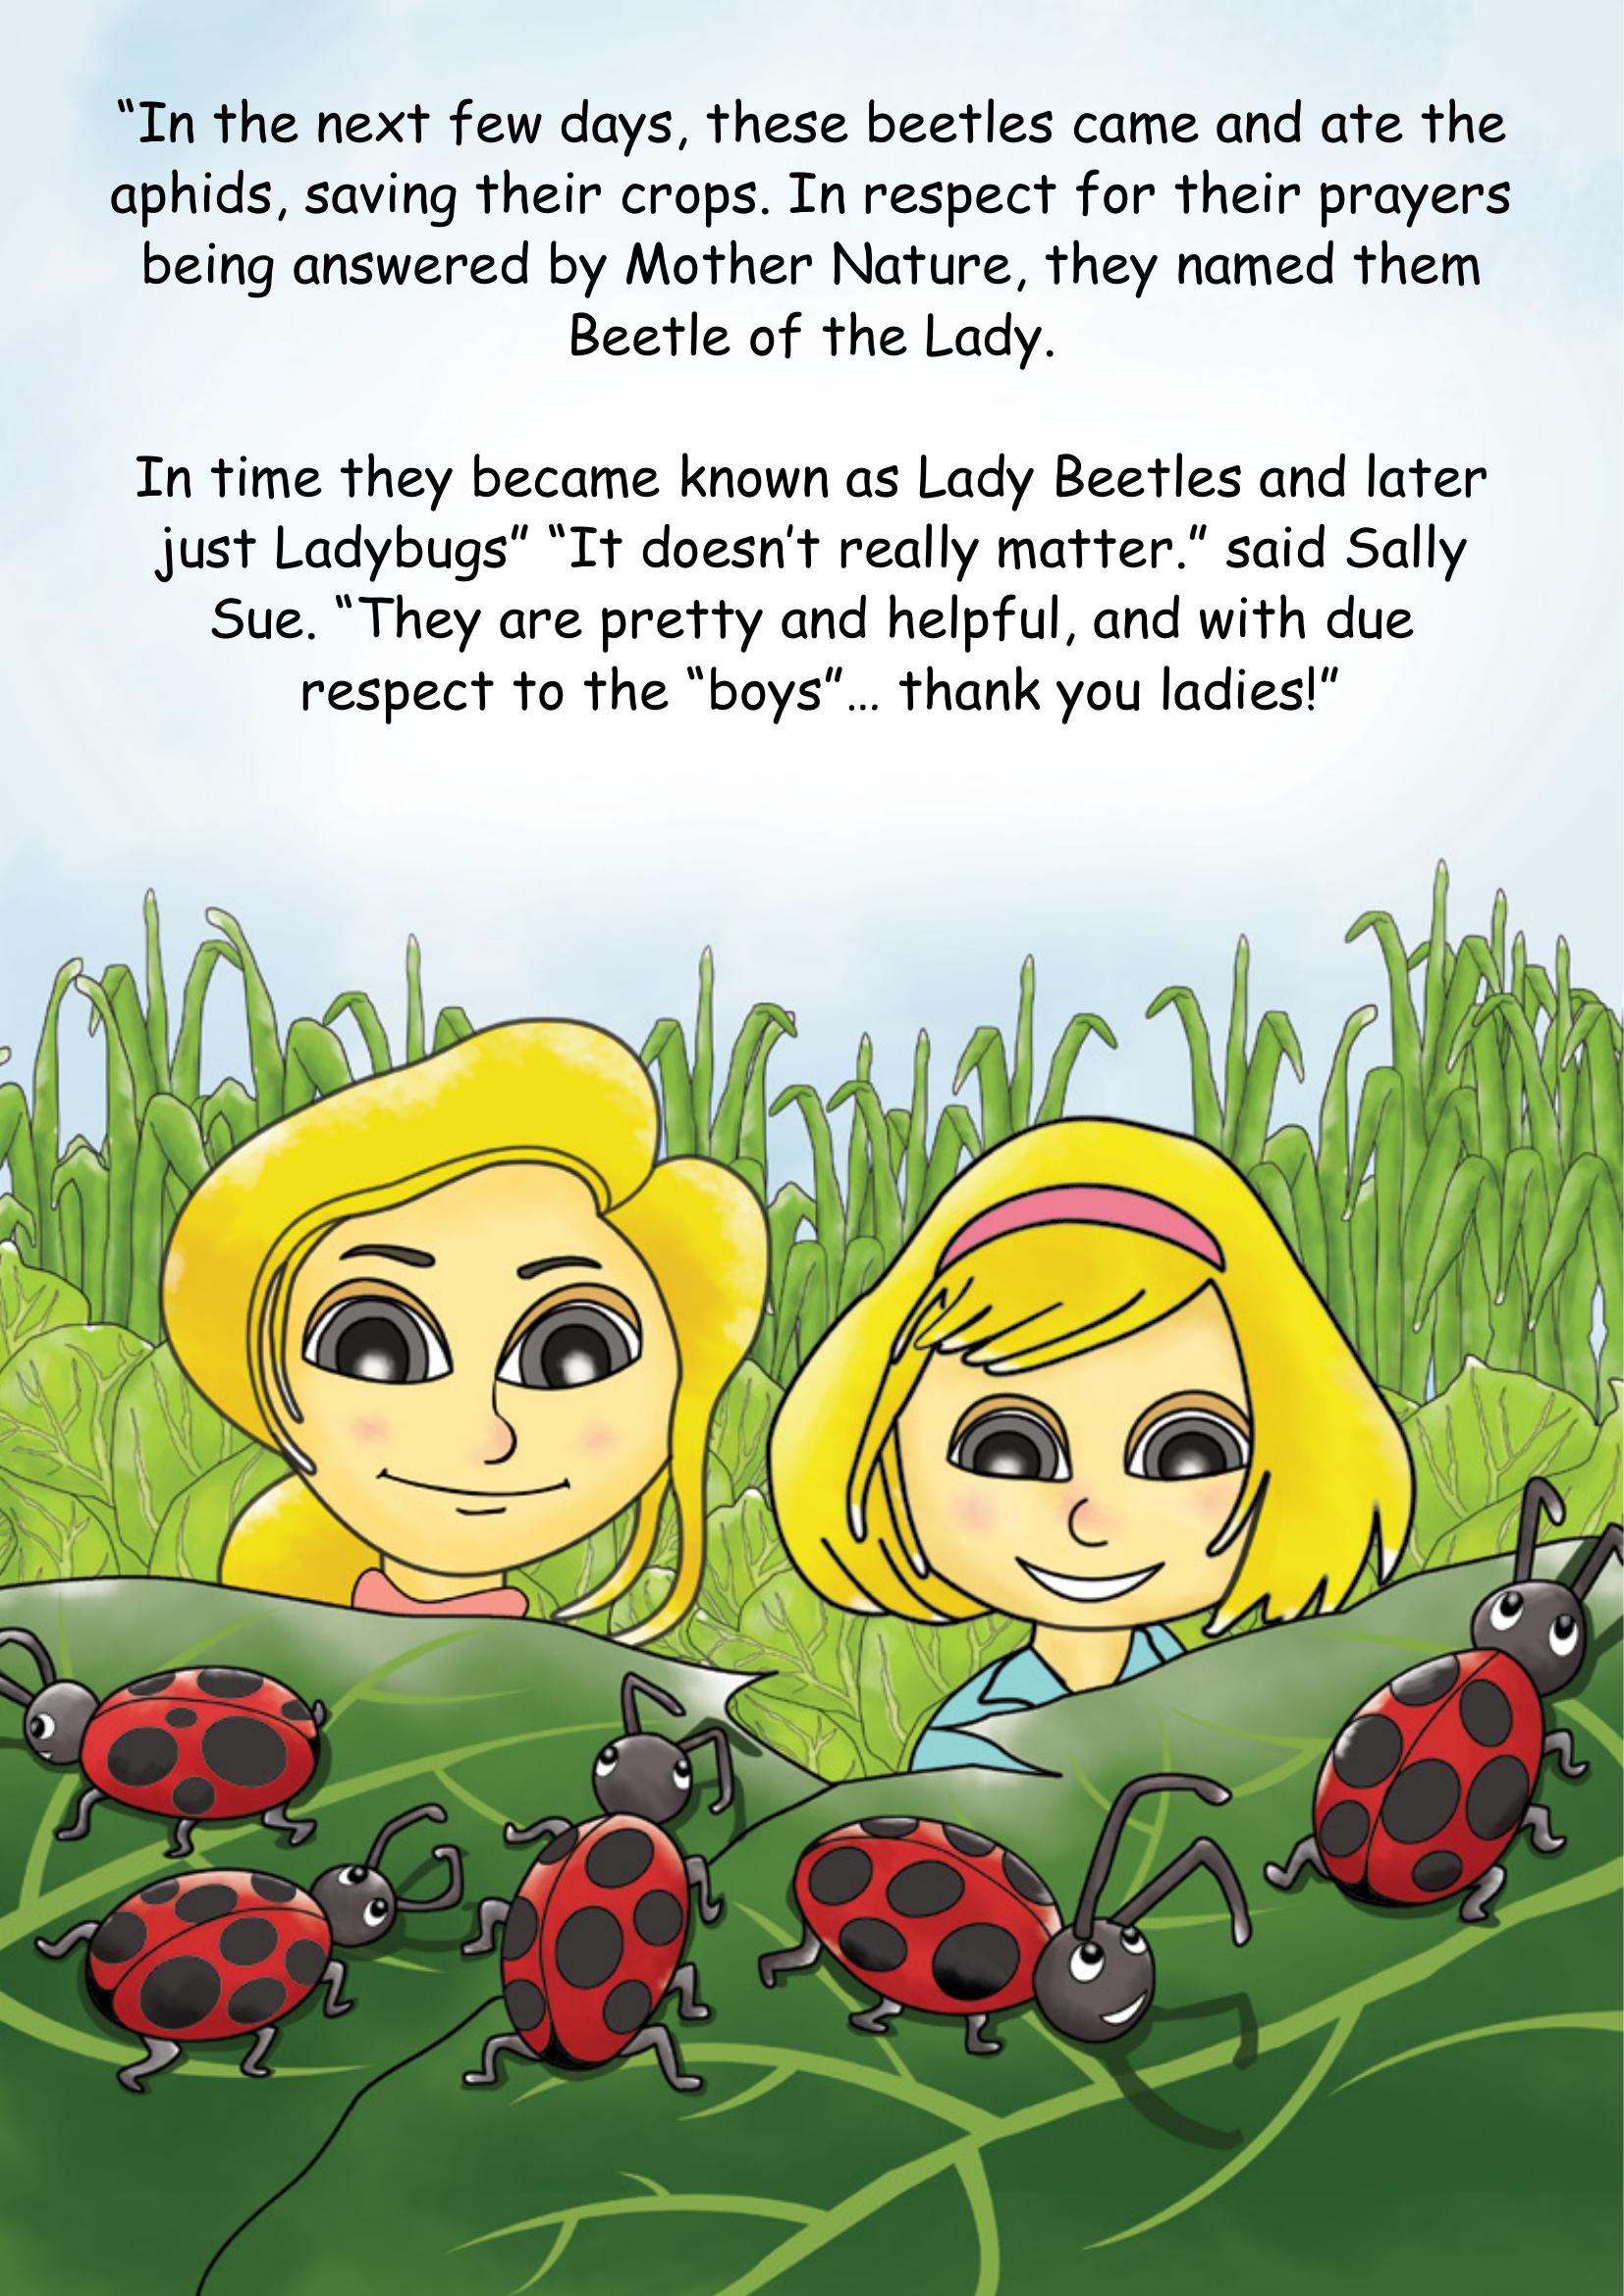 “In the next few days, these beetles came and ate the
aphids, saving their crops. In respect for their prayers
being answered by Mother Nature, they named them
Beetle of the Lady.
In time they became known as Lady Beetles and later
just Ladybugs” “It doesn’t really matter.” said Sally
Sue. “They are pretty and helpful, and with due
respect to the “boys”... thank you ladies!”